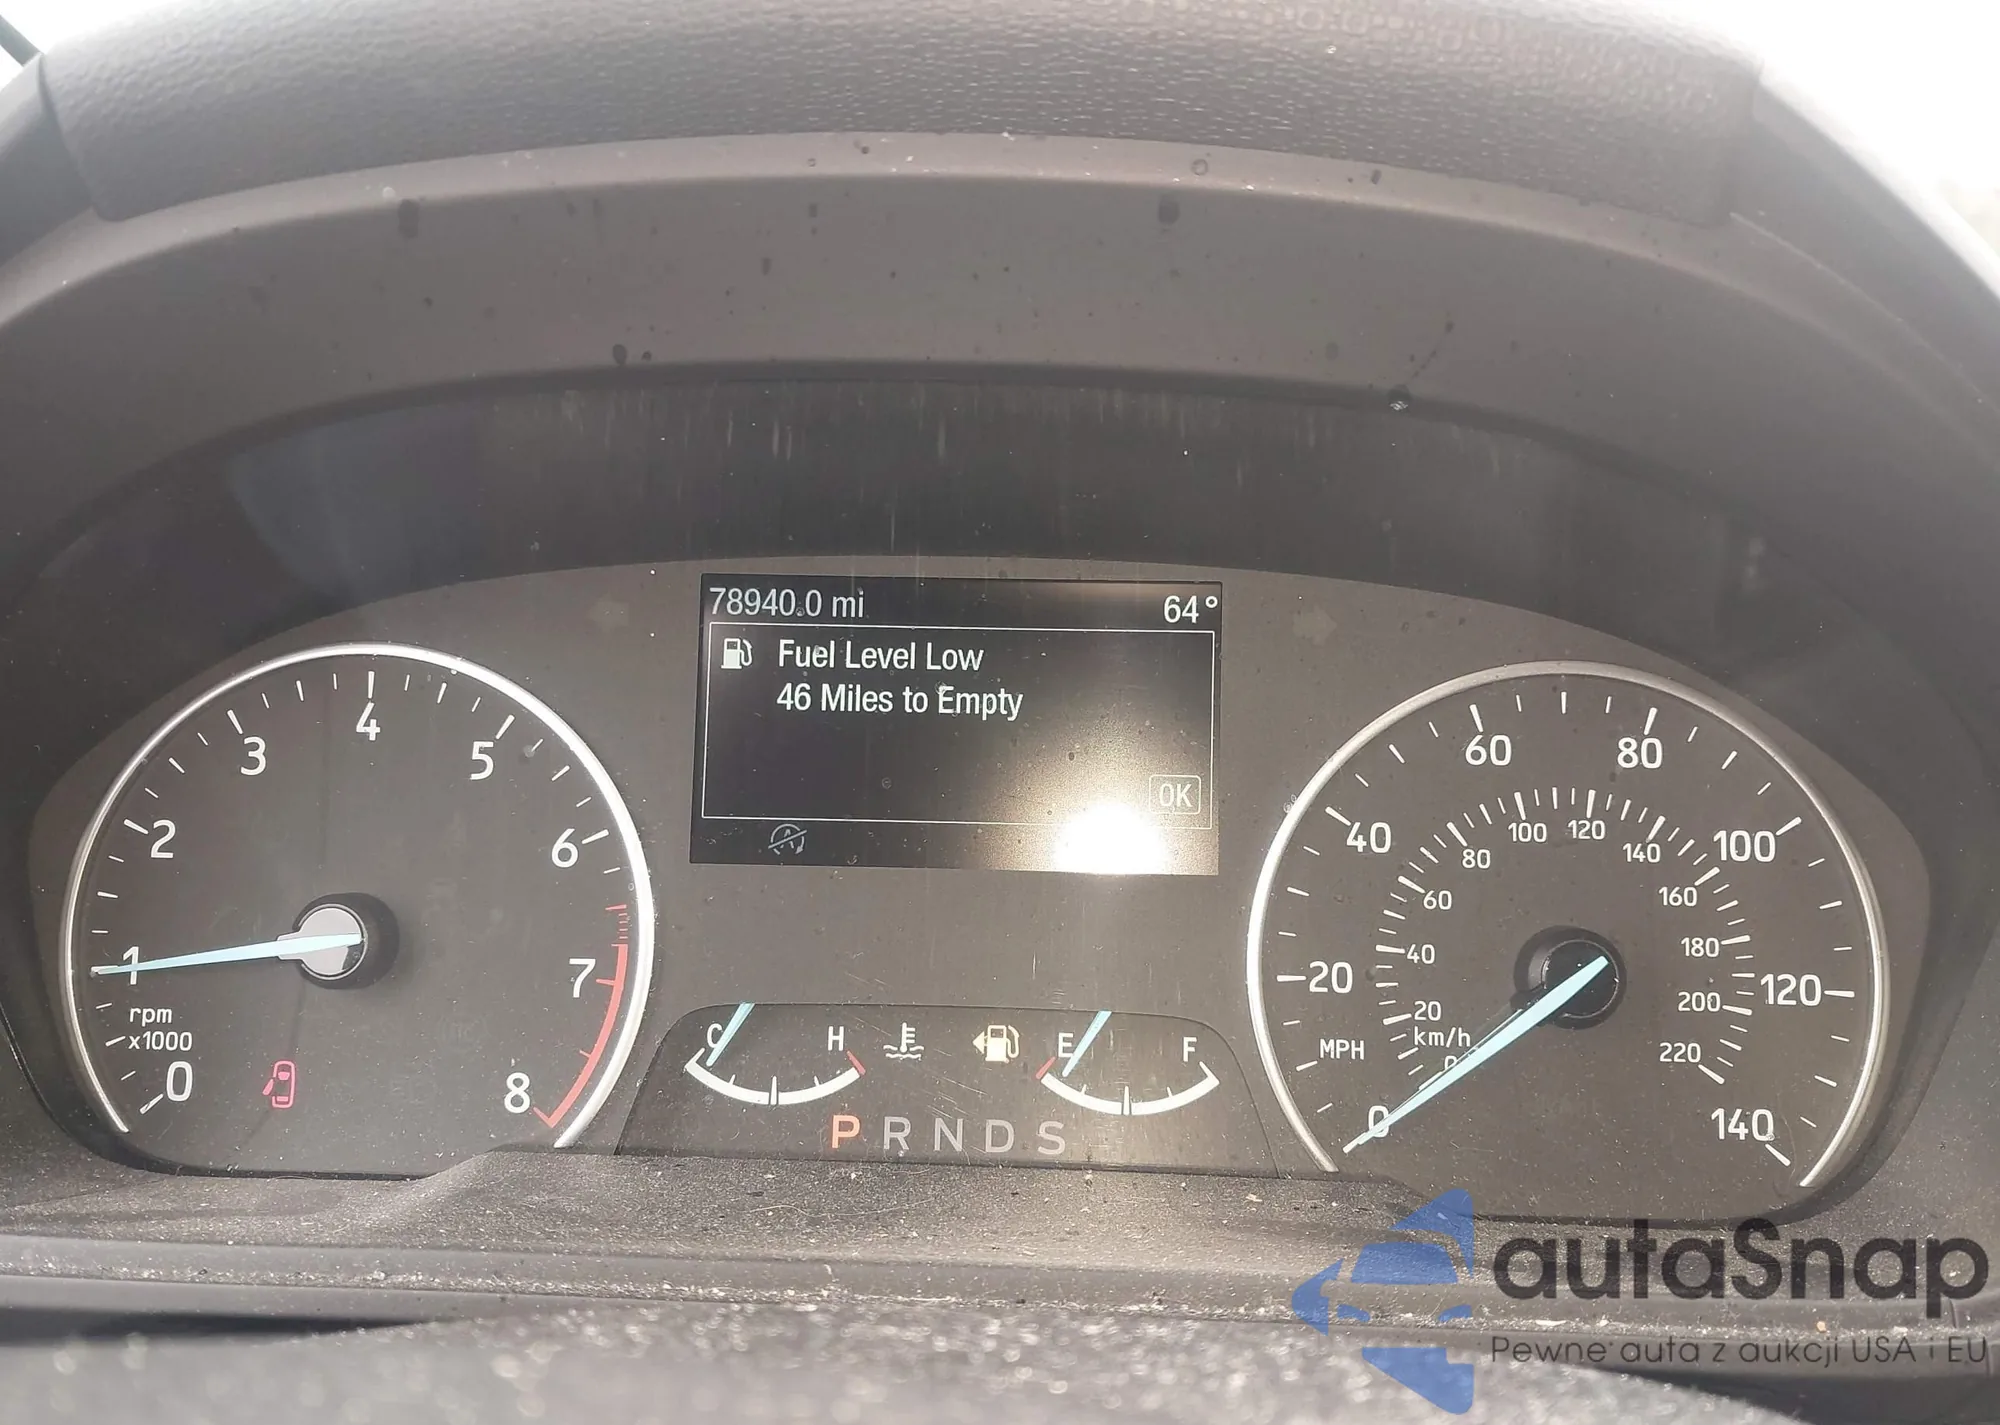 78940.0 mi 64°
Fuel Level Low
46 Miles to Empty
OK
0 1 2 3 4 5 6 7 8
rpm
x1000
C H
E F
P R N D S
0 20 40 60 80 100 120 140
MPH
0 20 40 60 80 100 120 140 160 180 200 220
km/h
autaSnap
Pewne auta z aukcji USA i EU